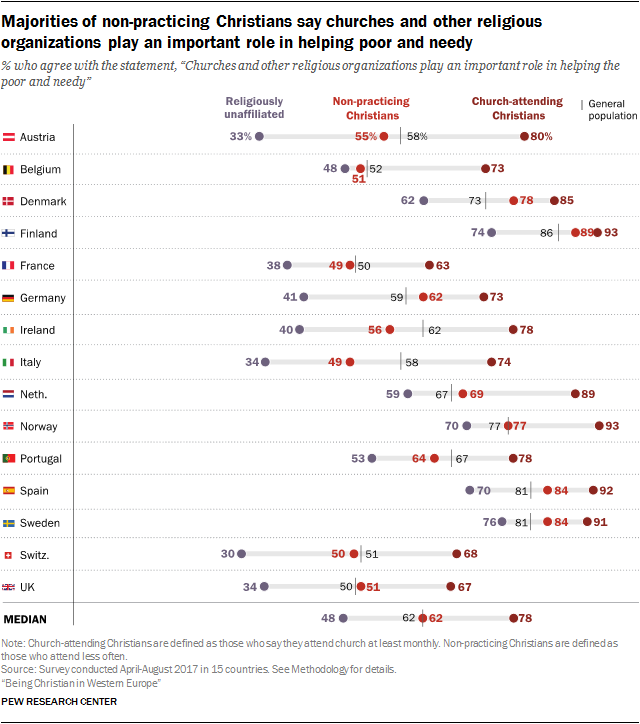 Majorities of non-practicing Christians say churches and other religious
organizations play an important role in helping poor and needy
% who agree with the statement, “Churches and other religious organizations play an important role in helping the
poor and needy”
Religiously unaffiliated Non-practicing Christians Church-attending Christians General population
Austria 33% 55% 58% 80%
Belgium 48 51 52 73
Denmark 62 73 78 85
Finland 74 86 89 93
France 38 49 50 63
Germany 41 59 62 73
Ireland 40 56 62 78
Italy 34 49 58 74
Neth. 59 67 69 89
Norway 70 77 77 93
Portugal 53 64 67 78
Spain 70 81 84 92
Sweden 76 81 84 91
Switz. 30 50 51 68
UK 34 50 51 67
MEDIAN 48 62 62 78
Note: Church-attending Christians are defined as those who say they attend church at least monthly. Non-practicing Christians are defined as
those who attend less often.
Source: Survey conducted April-August 2017 in 15 countries. See Methodology for details.
“Being Christian in Western Europe”
PEW RESEARCH CENTER